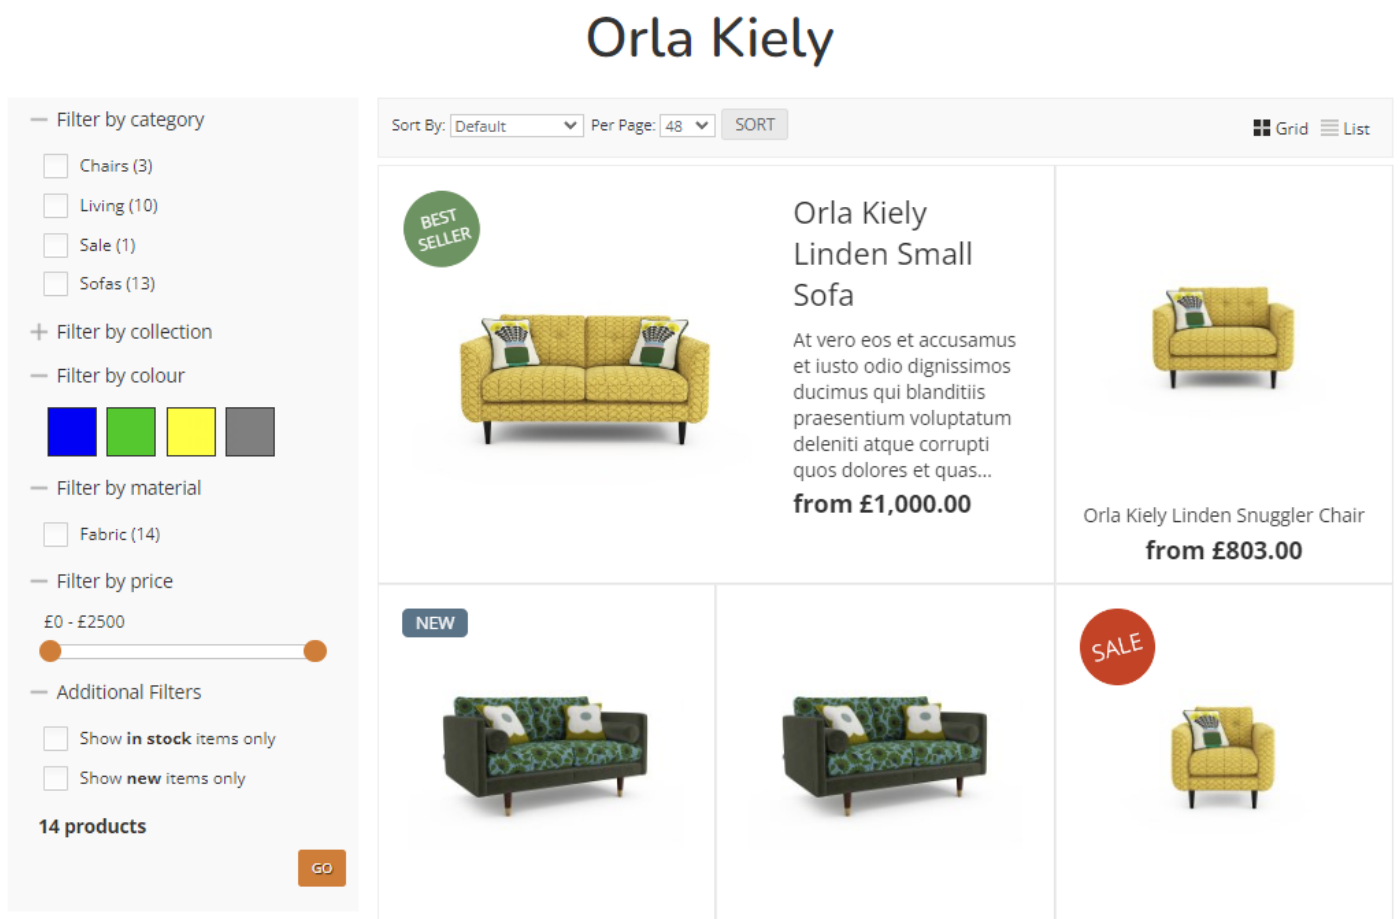 Orla Kiely
Filter by category
Chairs (3)
Living (10)
Sale (1)
Sofas (13)
Filter by collection
Filter by colour
Filter by material
Fabric (14)
Filter by price
£0 - £2500
Additional Filters
Show in stock items only
Show new items only
14 products
GO
Sort By: Default Per Page: 48 SORT
Grid List
BEST
SELLER
Orla Kiely
Linden Small
Sofa
At vero eos et accusamus
et iusto odio dignissimos
ducimus qui blanditiis
praesentium voluptatum
deleniti atque corrupti
quos dolores et quas...
from £1,000.00
Orla Kiely Linden Snuggler Chair
from £803.00
NEW
SALE